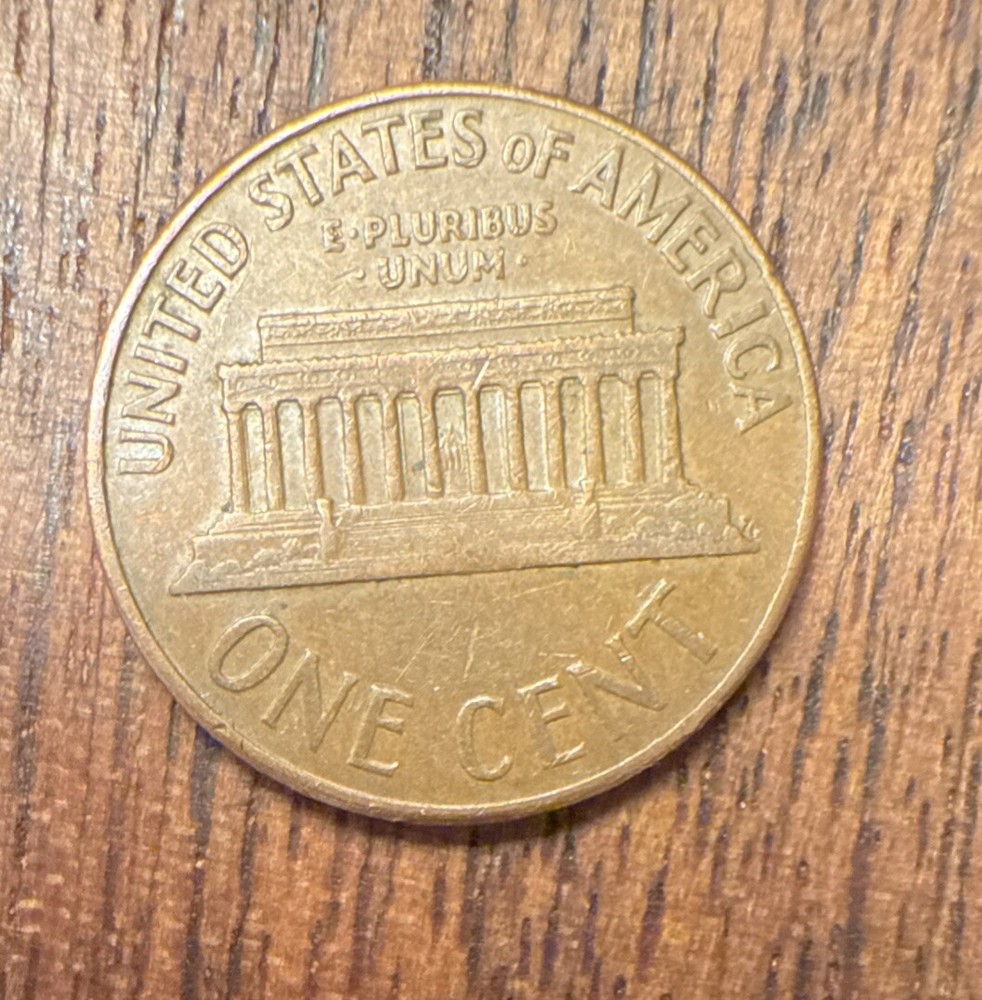 UNITED STATES OF AMERICA
E·PLURIBUS
·UNUM·
ONE CENT